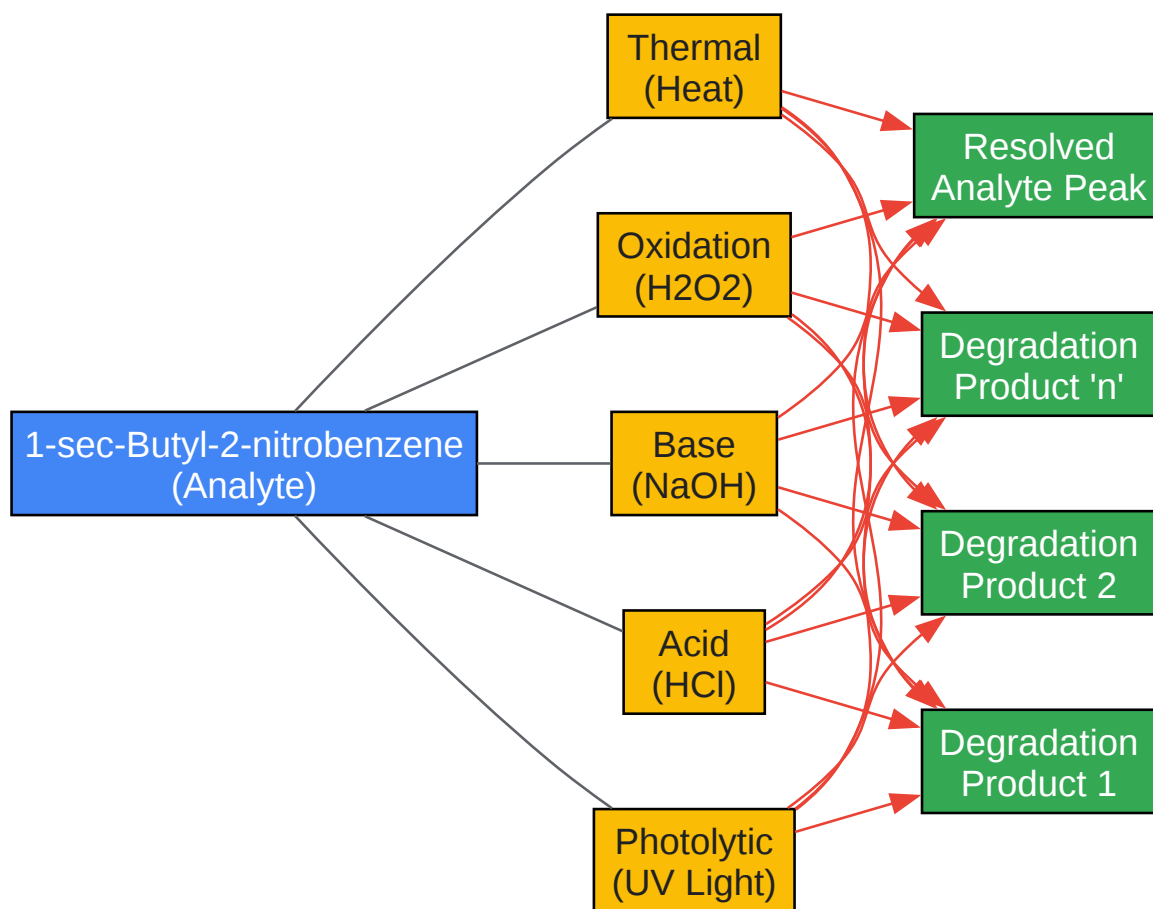 Thermal
(Heat)
Resolved
Analyte Peak
Oxidation
(H2O2)
Degradation
Product 'n'
1-sec-Butyl-2-nitrobenzene
(Analyte)
Base
(NaOH)
Degradation
Product 2
Acid
(HCl)
Degradation
Product 1
Photolytic
(UV Light)